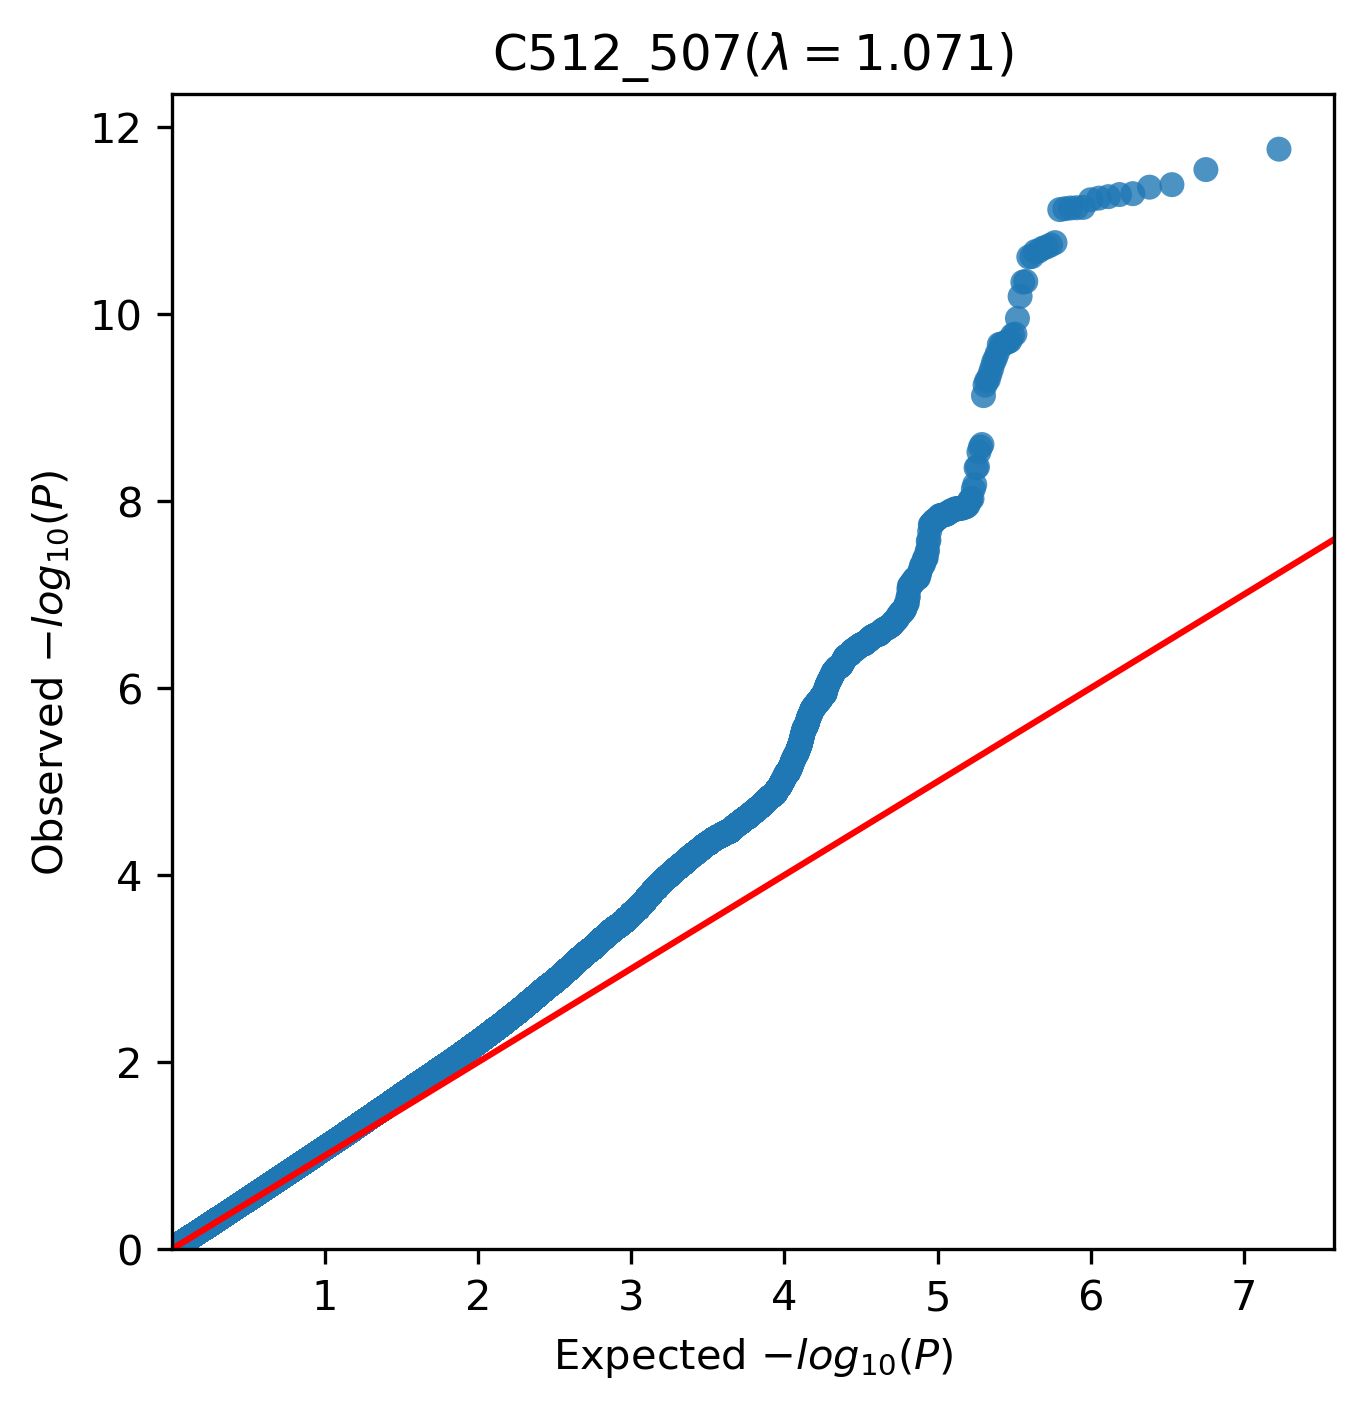 C512_507(λ = 1.071)
12
10
8
6
4
2
0
Observed −log₁₀(P)
1 2 3 4 5 6 7
Expected −log₁₀(P)